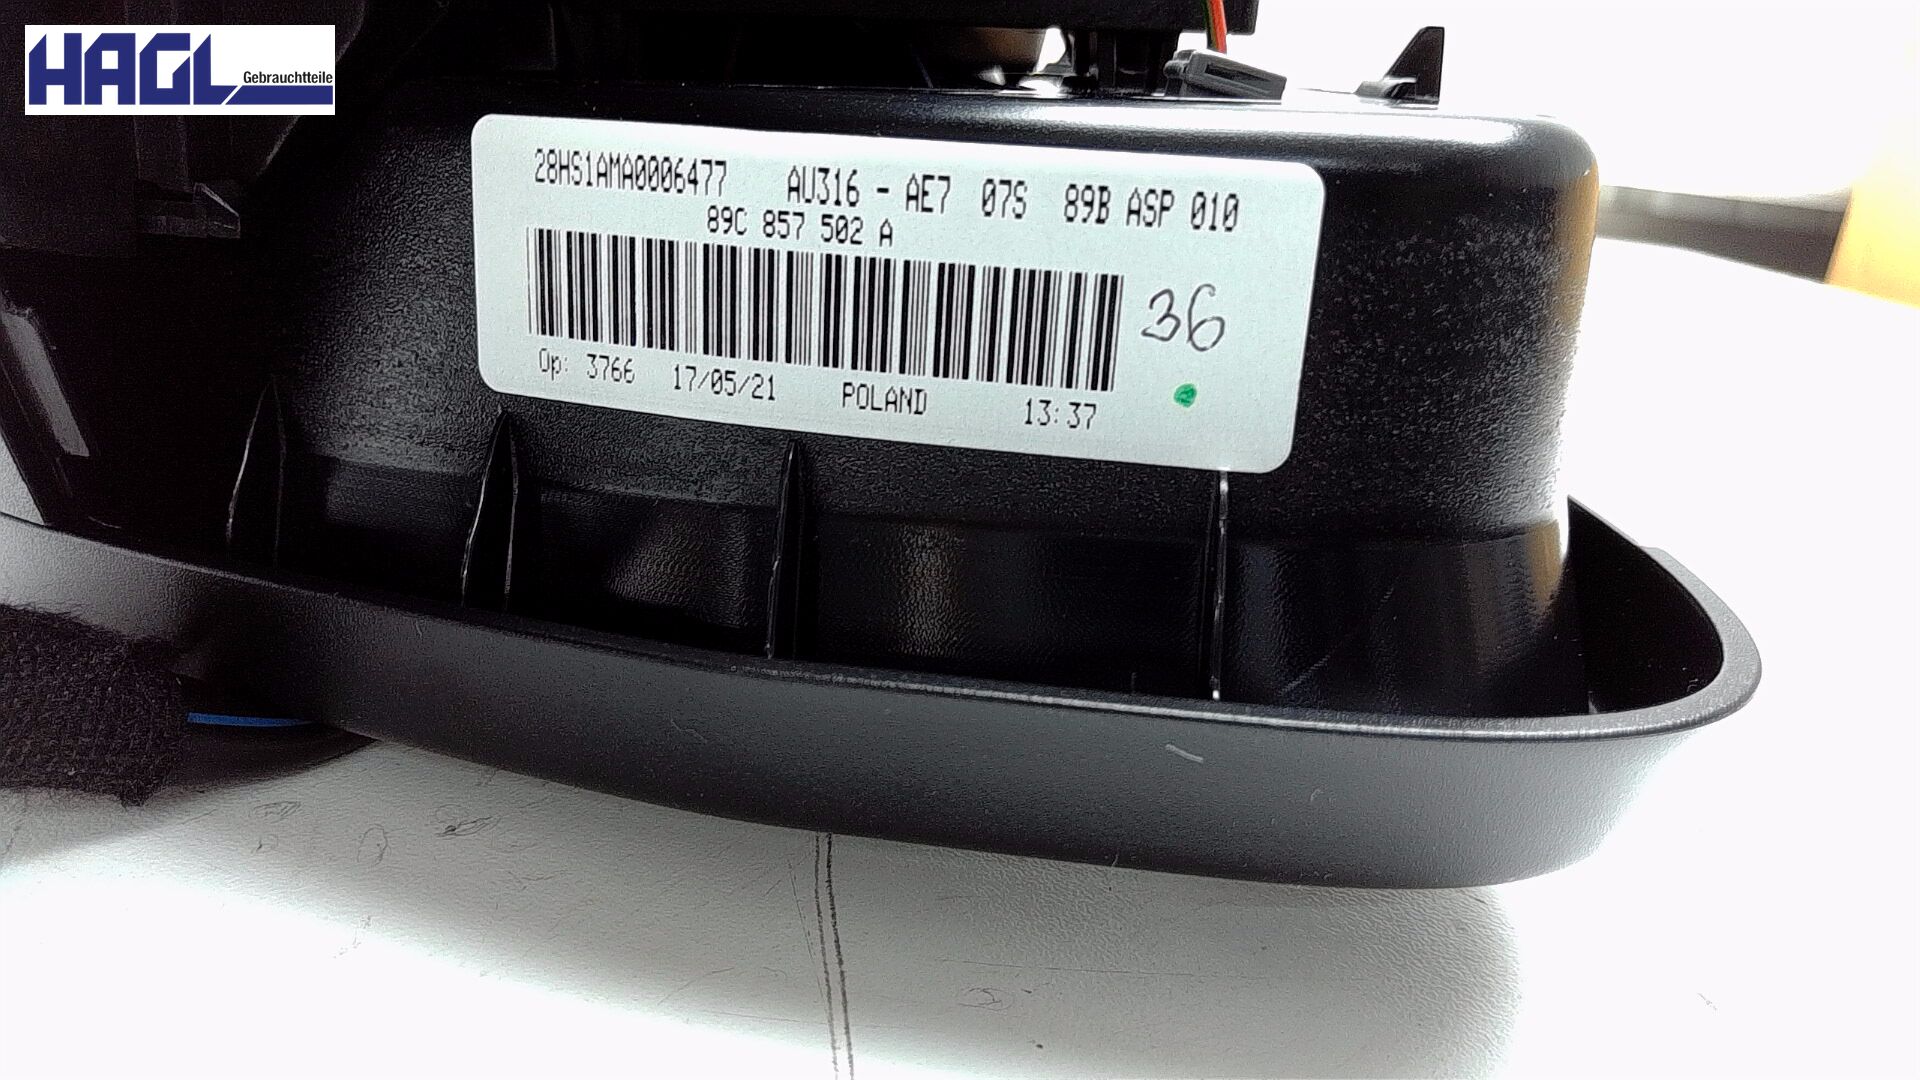 HAGL
Gebrauchtteile
28HS1AMA0006477 AU316 - AE7 07S 89B ASP 010
89C 857 502 A
36
Op: 3766 17/05/21 POLAND 13:37